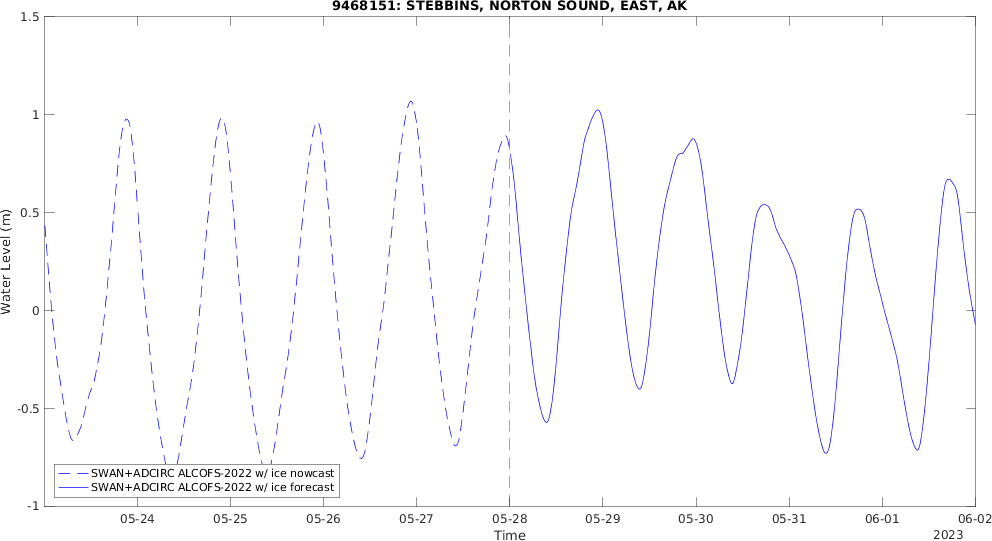 9468151: STEBBINS, NORTON SOUND, EAST, AK
1.5
1
0.5
0
-0.5
-1
Water Level (m)
SWAN+ADCIRC ALCOFS-2022 w/ ice nowcast
SWAN+ADCIRC ALCOFS-2022 w/ ice forecast
05-24 05-25 05-26 05-27 05-28 05-29 05-30 05-31 06-01 06-02
Time
2023